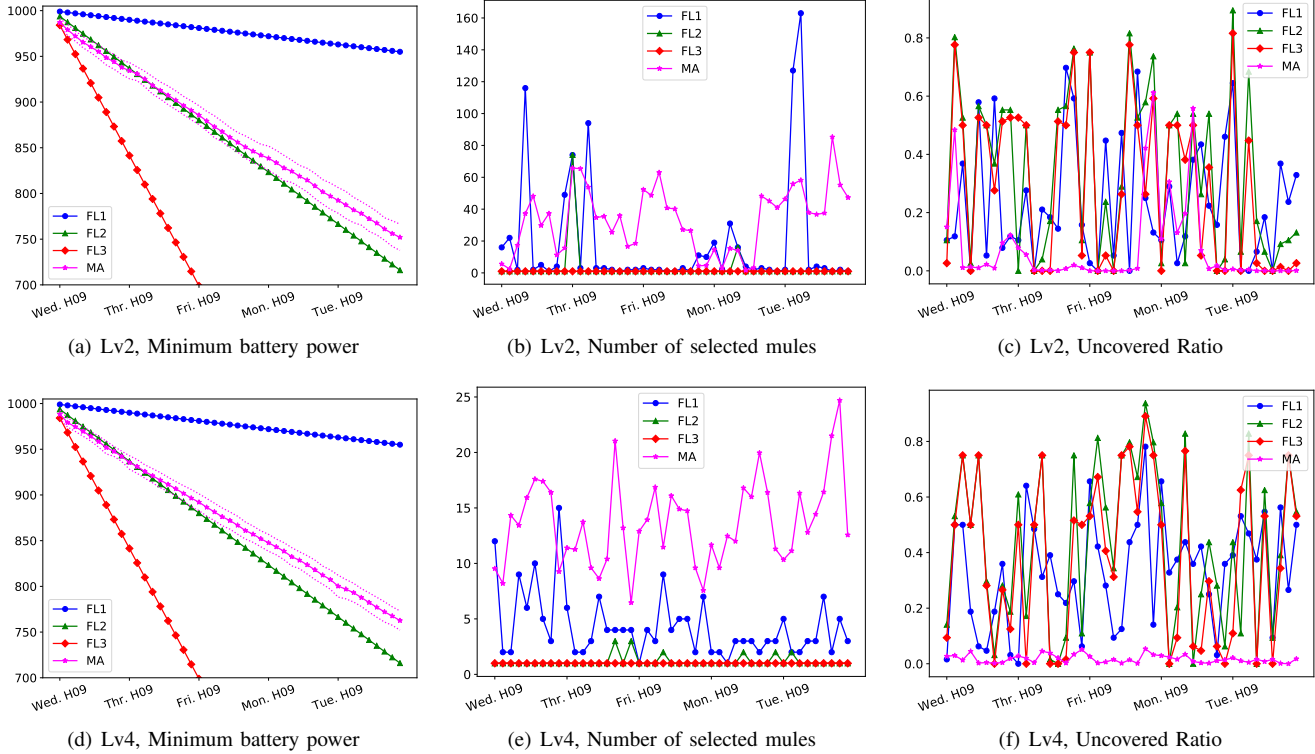 1000
950
900
850
800
750
700
FL1
FL2
FL3
MA
Wed. H09
Thr. H09
Fri. H09
Mon. H09
Tue. H09
(a) Lv2, Minimum battery power
160
140
120
100
80
60
40
20
0
FL1
FL2
FL3
MA
Wed. H09
Thr. H09
Fri. H09
Mon. H09
Tue. H09
(b) Lv2, Number of selected mules
0.8
0.6
0.4
0.2
0.0
FL1
FL2
FL3
MA
Wed. H09
Thr. H09
Fri. H09
Mon. H09
Tue. H09
(c) Lv2, Uncovered Ratio
1000
950
900
850
800
750
700
FL1
FL2
FL3
MA
Wed. H09
Thr. H09
Fri. H09
Mon. H09
Tue. H09
(d) Lv4, Minimum battery power
25
20
15
10
5
0
FL1
FL2
FL3
MA
Wed. H09
Thr. H09
Fri. H09
Mon. H09
Tue. H09
(e) Lv4, Number of selected mules
0.8
0.6
0.4
0.2
0.0
FL1
FL2
FL3
MA
Wed. H09
Thr. H09
Fri. H09
Mon. H09
Tue. H09
(f) Lv4, Uncovered Ratio